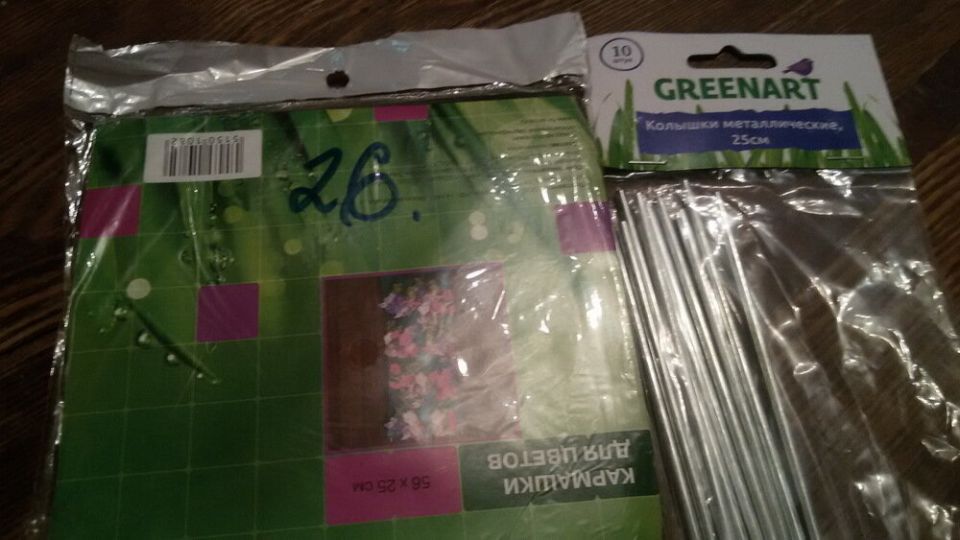 26.
КАРМАШКИ
ДЛЯ ЦВЕТОВ
56 x 25 см
10
штук
GREENART
Колышки металлические,
25см